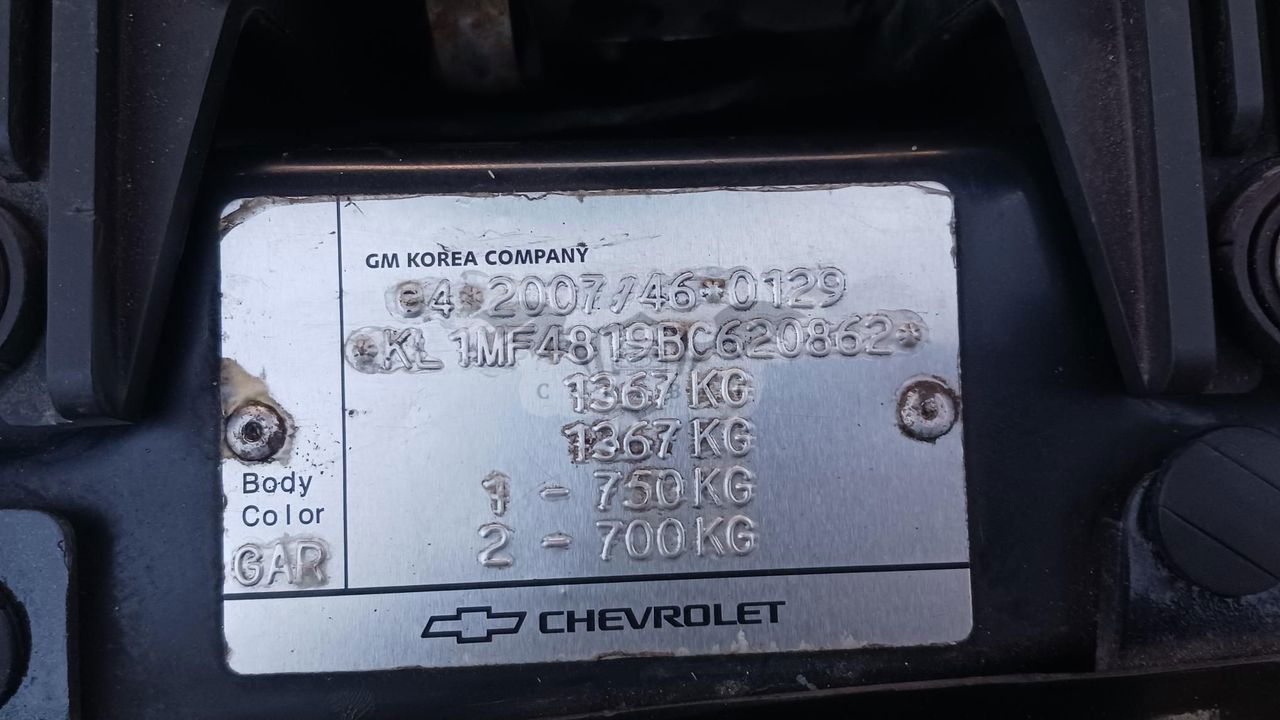 GM KOREA COMPANY
e4*2007/46*0129
*KL1MF4819BC620862*
1367 KG
1367 KG
1 - 750 KG
2 - 700 KG
Body
Color
GAR
CHEVROLET